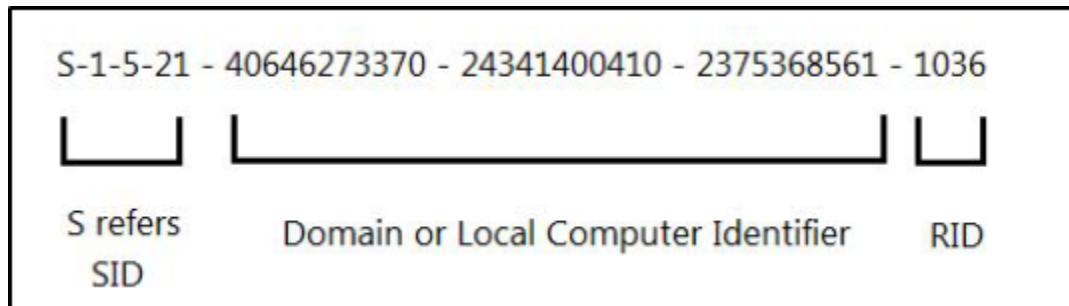 S-1-5-21 - 40646273370 - 24341400410 - 2375368561 - 1036
S refers
SID
Domain or Local Computer Identifier
RID